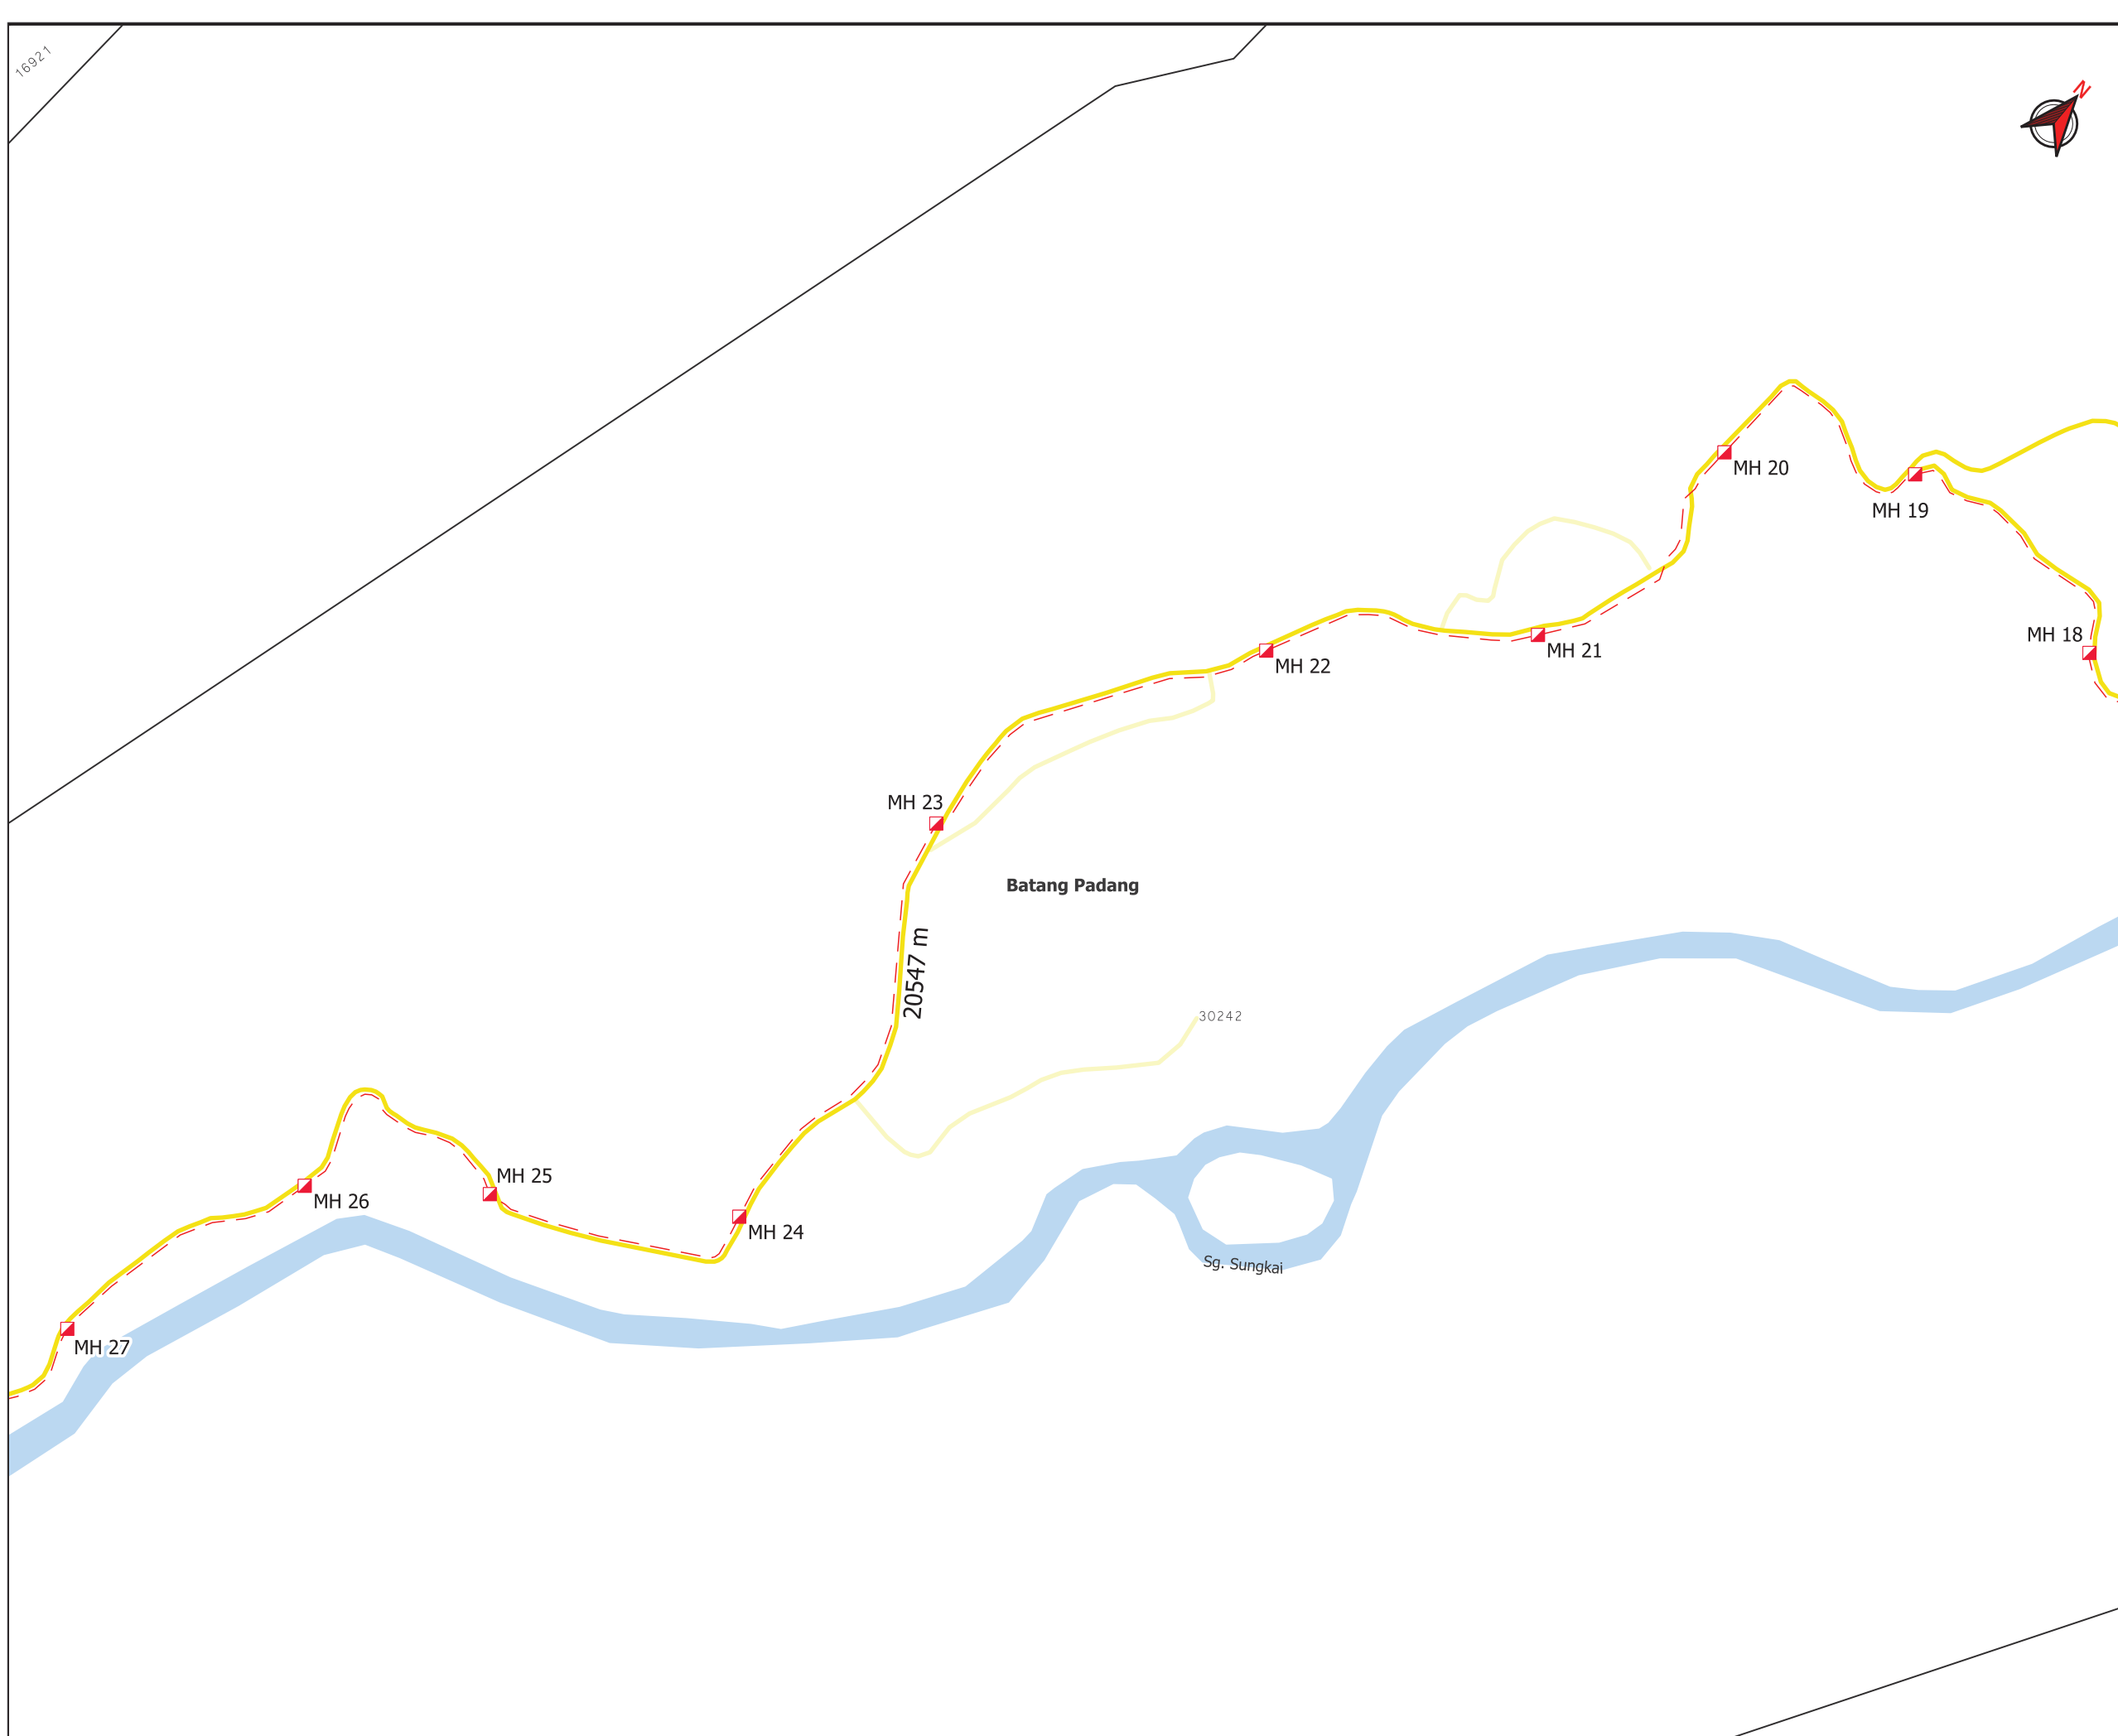 16921
N
MH 20
MH 19
MH 18
MH 21
MH 22
MH 23
Batang Padang
20547 m
30242
MH 25
MH 26
MH 24
Sg. Sungkai
MH 27